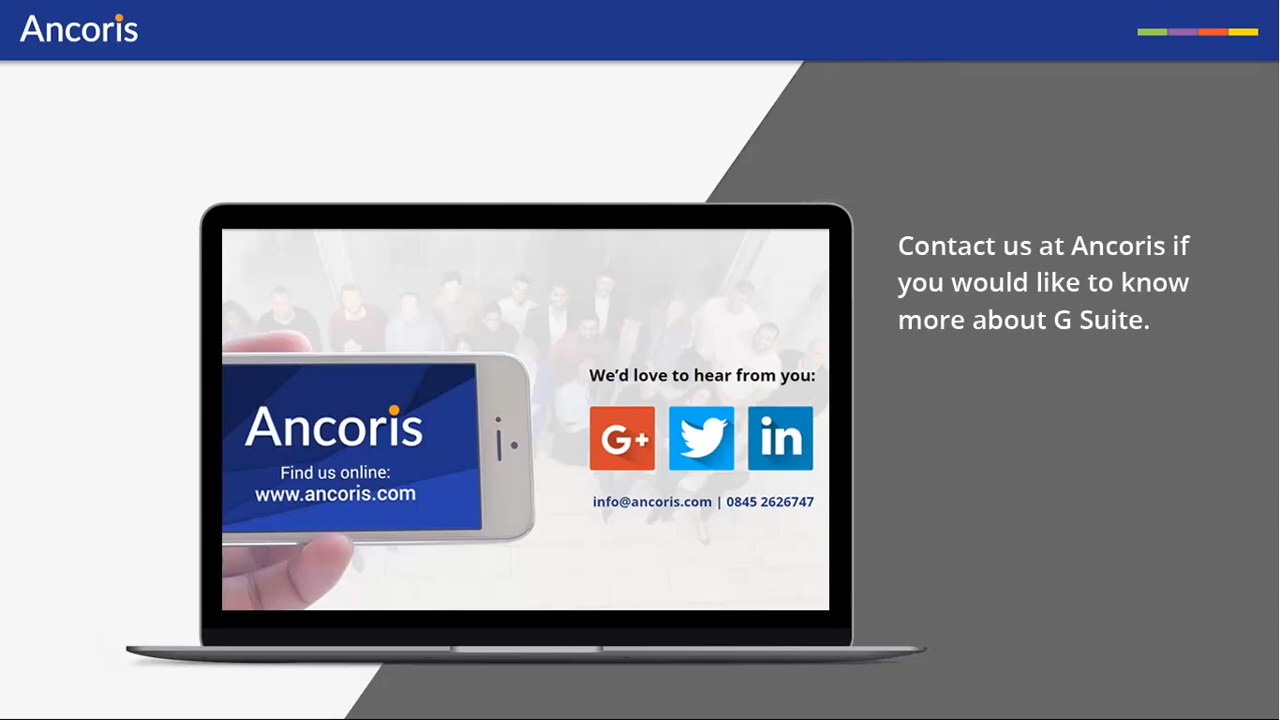 Ancoris
Contact us at Ancoris if
you would like to know
more about G Suite.
We'd love to hear from you:
G+
in
Ancoris
Find us online:
www.ancoris.com
info@ancoris.com | 0845 2626747